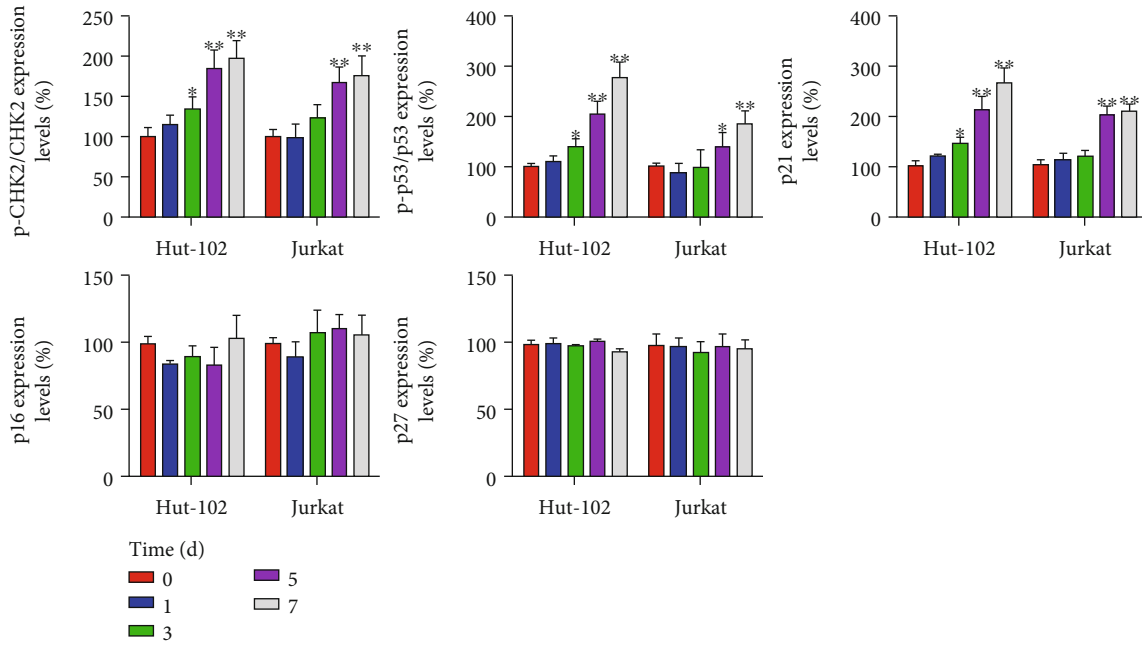 p-CHK2/CHK2 expression
levels (%)
250
200
150
100
50
0
*
**
**
**
**
Hut-102
Jurkat
p-p53/p53 expression
levels (%)
400
300
200
100
0
*
**
**
*
**
Hut-102
Jurkat
p21 expression
levels (%)
400
300
200
100
0
*
**
**
**
**
Hut-102
Jurkat
p16 expression
levels (%)
150
100
50
0
Hut-102
Jurkat
p27 expression
levels (%)
150
100
50
0
Hut-102
Jurkat
Time (d)
0
1
3
5
7